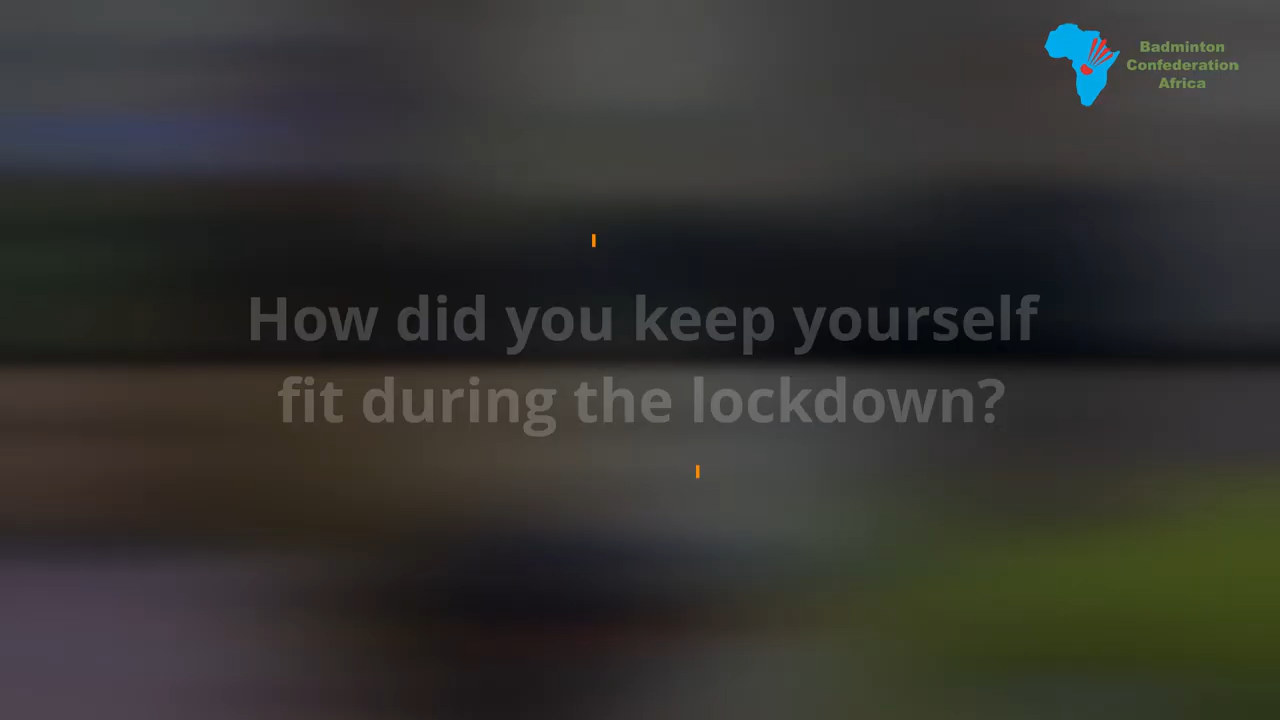 Badminton
Confederation
Africa
How did you keep yourself
fit during the lockdown?